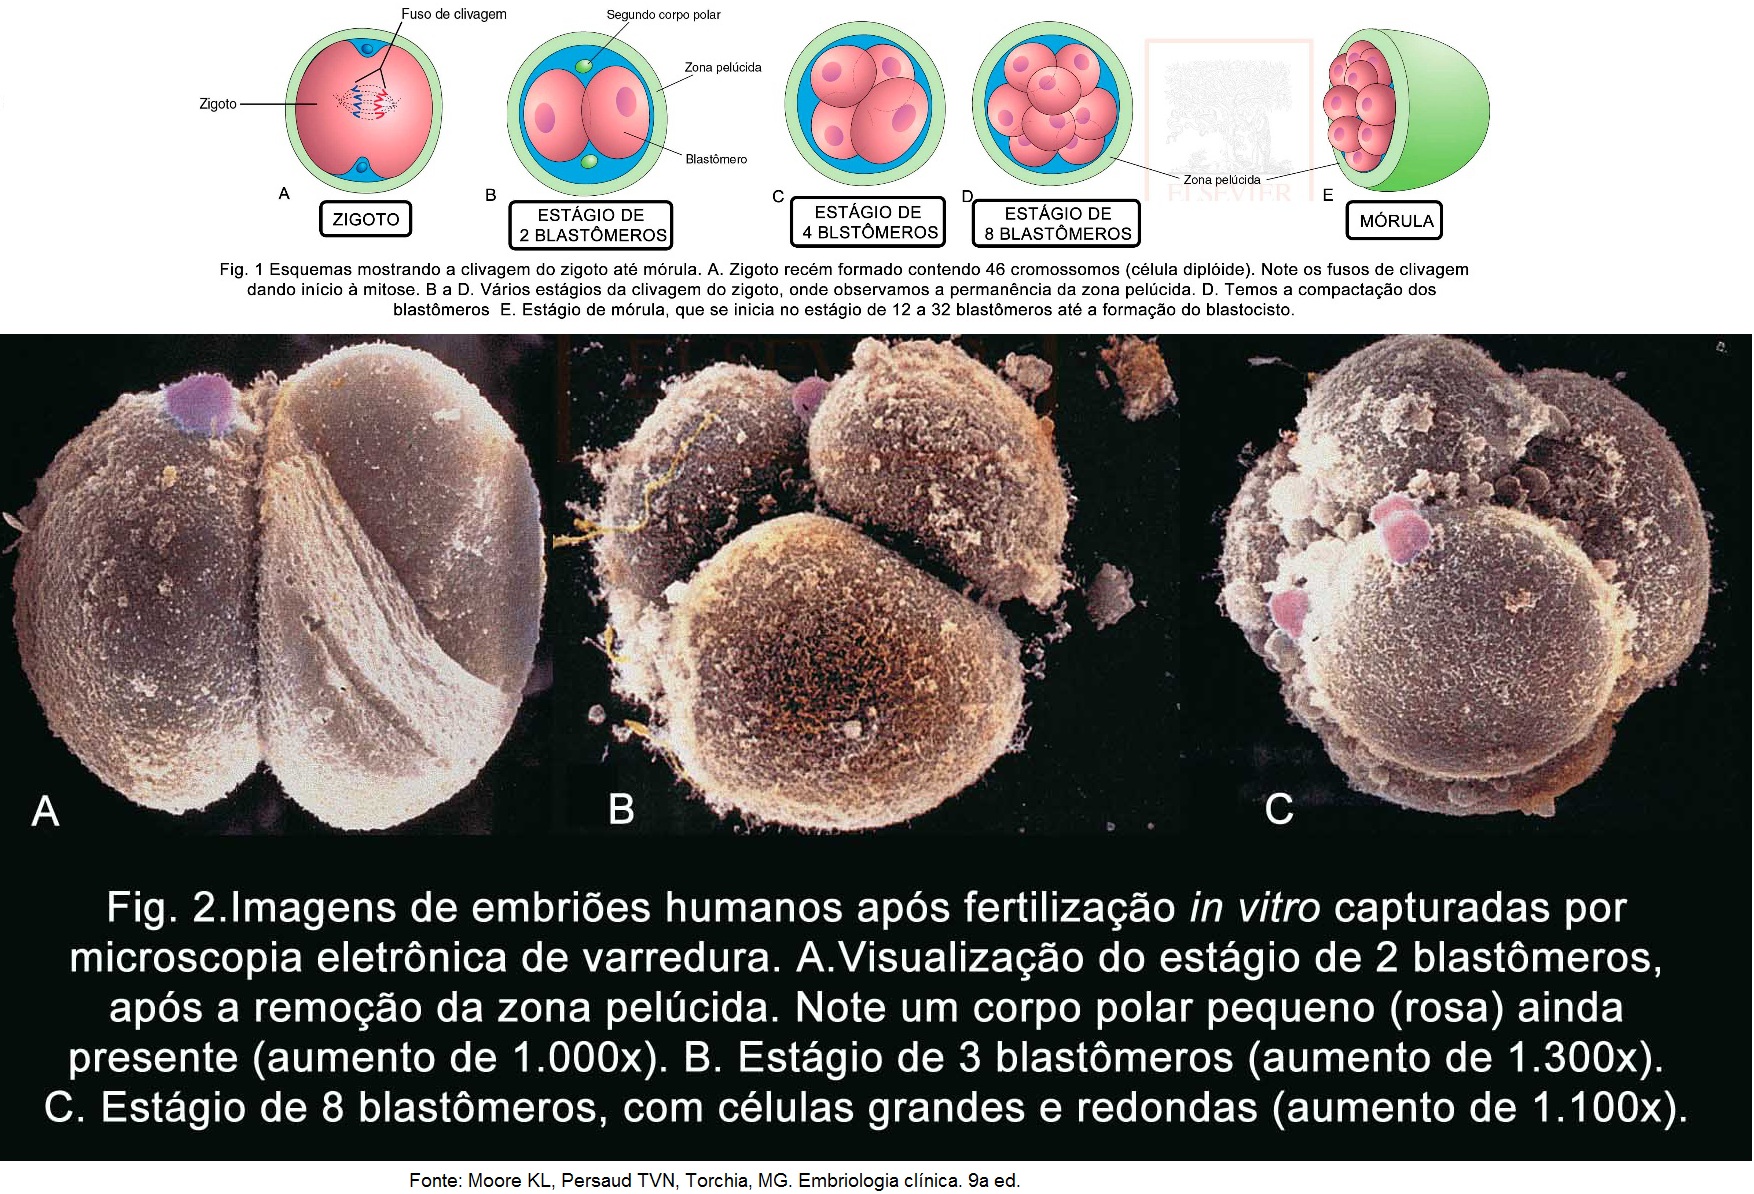 Fuso de clivagem
Segundo corpo polar
Zona pelúcida
Zigoto
Blastômero
Zona pelúcida
ELSEVIER
A
B
C
D
E
ZIGOTO
ESTÁGIO DE
2 BLASTÔMEROS
ESTÁGIO DE
4 BLSTÔMEROS
ESTÁGIO DE
8 BLASTÔMEROS
MÓRULA
Fig. 1 Esquemas mostrando a clivagem do zigoto até mórula. A. Zigoto recém formado contendo 46 cromossomos (célula diplóide). Note os fusos de clivagem
dando início à mitose. B a D. Vários estágios da clivagem do zigoto, onde observamos a permanência da zona pelúcida. D. Temos a compactação dos
blastômeros E. Estágio de mórula, que se inicia no estágio de 12 a 32 blastômeros até a formação do blastocisto.
A
B
C
Fig. 2.Imagens de embriões humanos após fertilização in vitro capturadas por
microscopia eletrônica de varredura. A.Visualização do estágio de 2 blastômeros,
após a remoção da zona pelúcida. Note um corpo polar pequeno (rosa) ainda
presente (aumento de 1.000x). B. Estágio de 3 blastômeros (aumento de 1.300x).
C. Estágio de 8 blastômeros, com células grandes e redondas (aumento de 1.100x).
Fonte: Moore KL, Persaud TVN, Torchia, MG. Embriologia clínica. 9a ed.